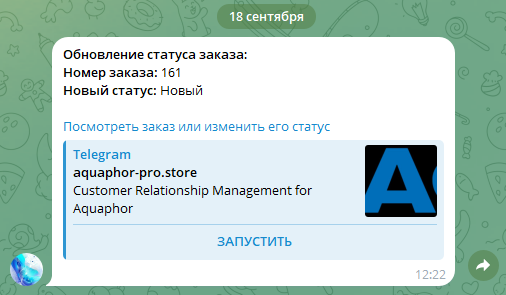 18 сентября
Обновление статуса заказа:
Номер заказа: 161
Новый статус: Новый
Посмотреть заказ или изменить его статус
Telegram
aquaphor-pro.store
Customer Relationship Management for
Aquaphor
ЗАПУСТИТЬ
12:22